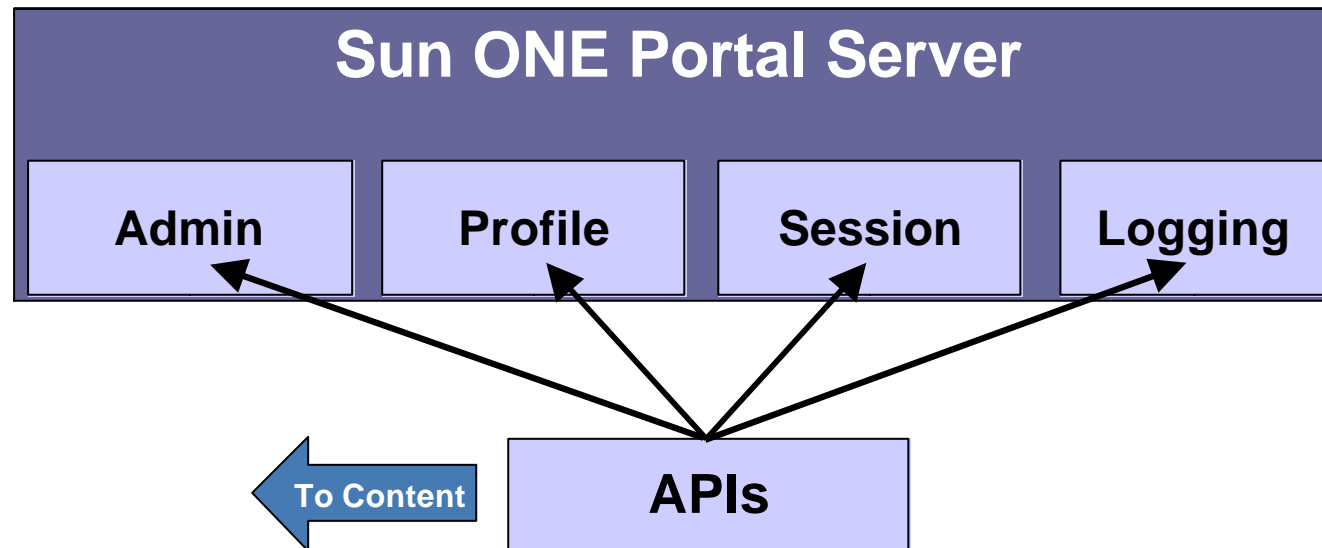 Sun ONE Portal Server
Admin
Profile
Session
Logging
To Content
APIs